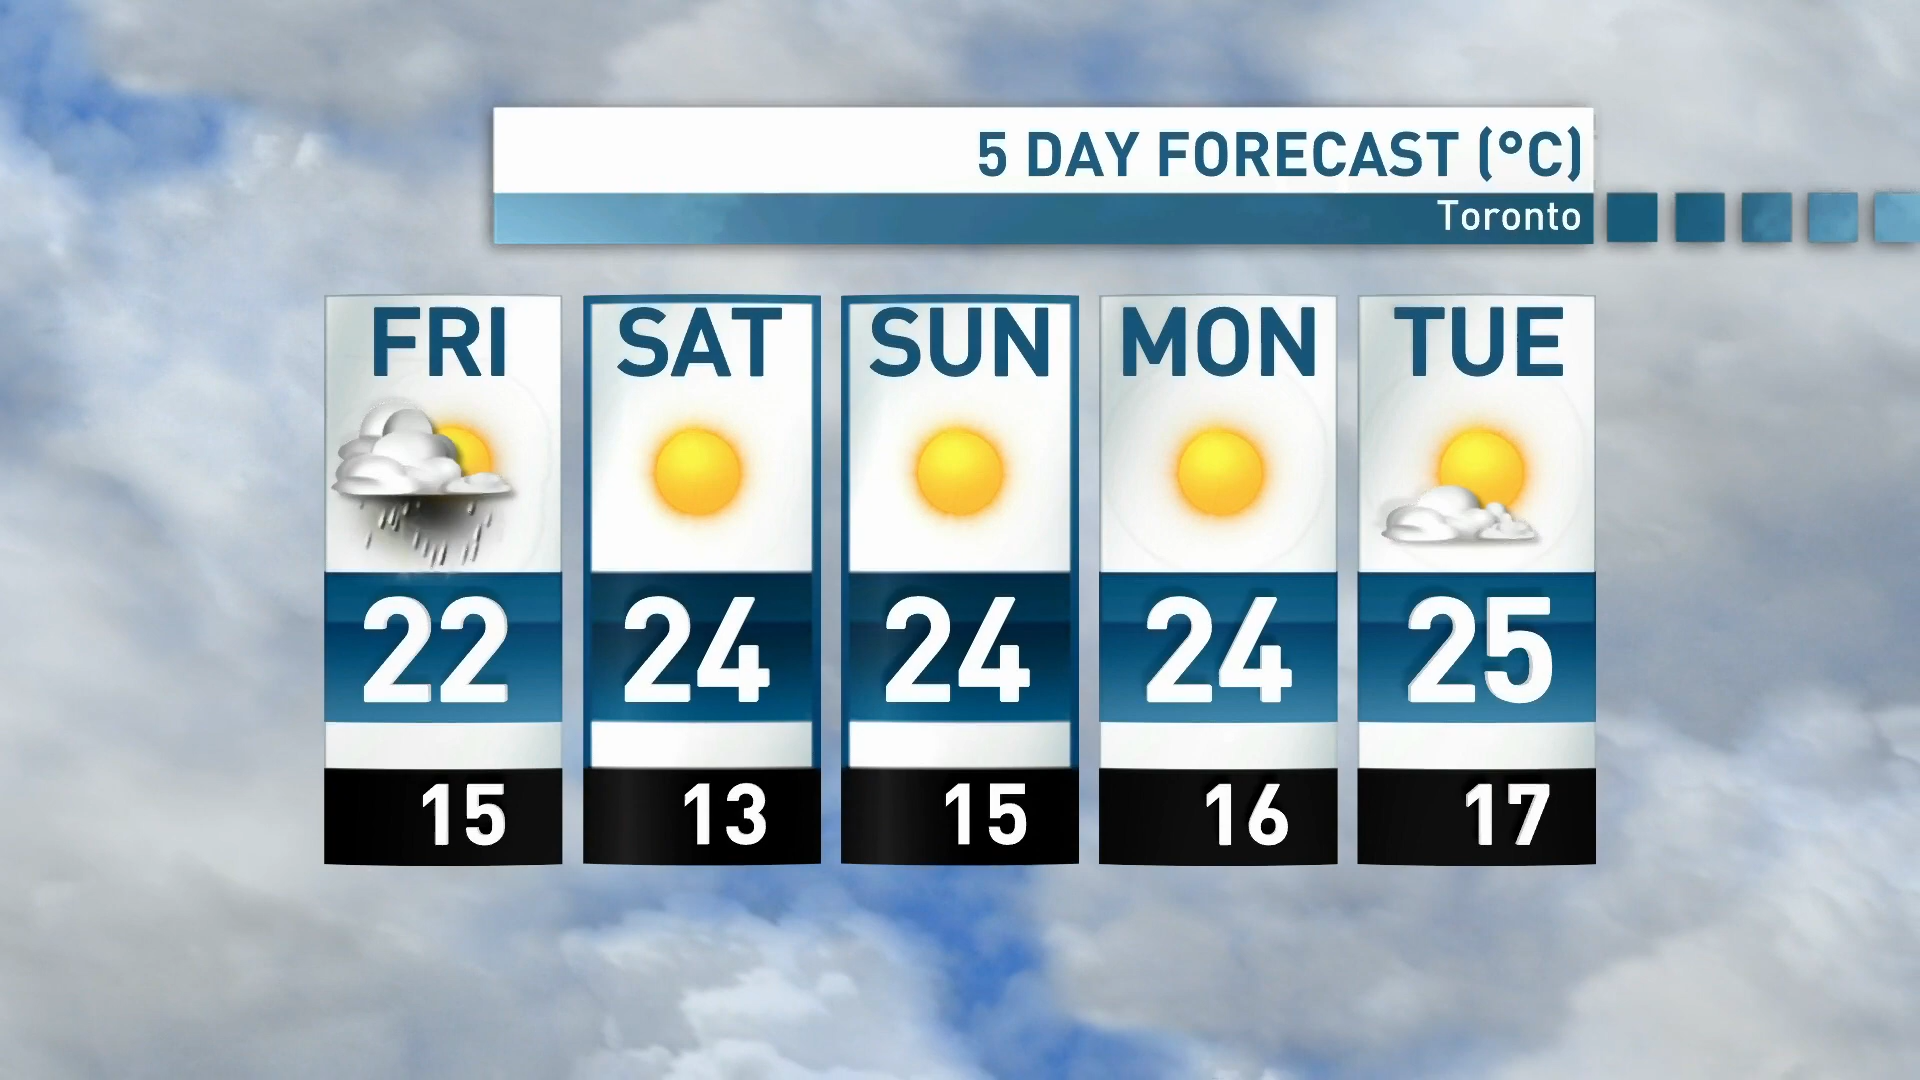 5 DAY FORECAST (°C)
Toronto
FRI SAT SUN MON TUE
22 24 24 24 25
15 13 15 16 17